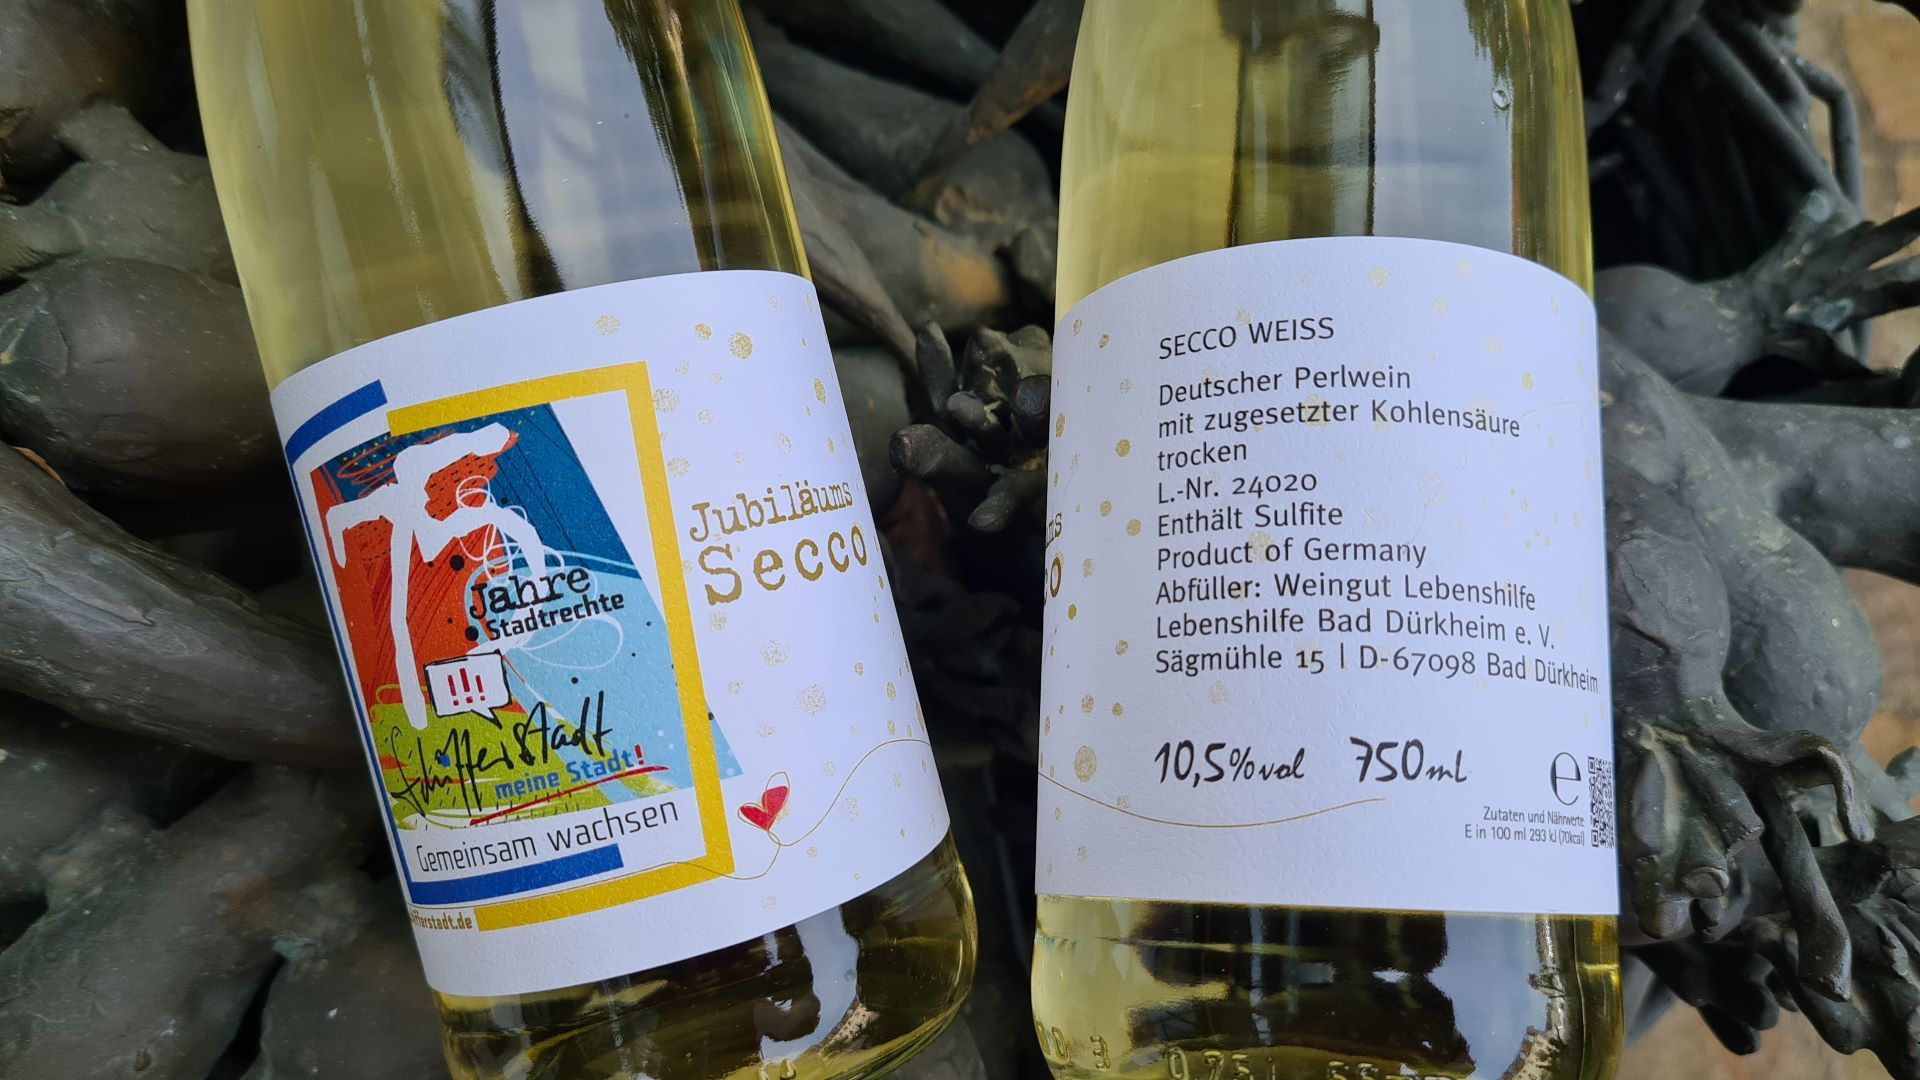 Jahre
Stadtrechte
!!!
Schifferstadt
meine Stadt!
Gemeinsam wachsen
Jubiläums
Secco
SECCO WEISS
Deutscher Perlwein
mit zugesetzter Kohlensäure
trocken
L.-Nr. 24020
Enthält Sulfite
Product of Germany
Abfüller: Weingut Lebenshilfe
Lebenshilfe Bad Dürkheim e. V.
Sägmühle 15 | D-67098 Bad Dürkheim
10,5%vol 750mL
e
Zutaten und Nährwerte
E in 100 ml 293 kJ (70kcal)
0,75l